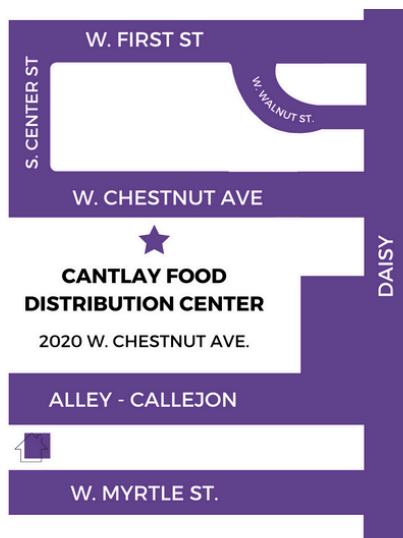 W. FIRST ST
S. CENTER ST
W. WALNUT ST.
W. CHESTNUT AVE
DAISY
CANTLAY FOOD
DISTRIBUTION CENTER
2020 W. CHESTNUT AVE.
ALLEY - CALLEJON
W. MYRTLE ST.